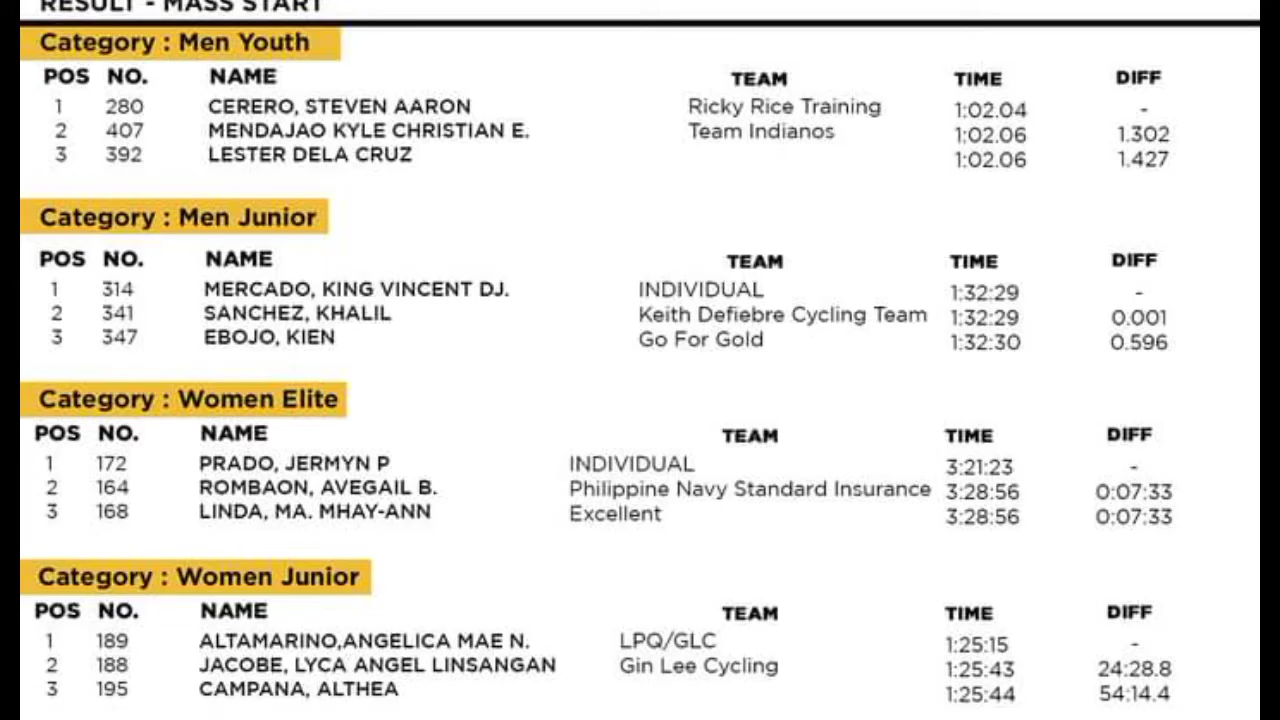 RESULT - MASS START
Category : Men Youth
POS NO. NAME TEAM TIME DIFF
1 280 CERERO, STEVEN AARON Ricky Rice Training 1:02.04 -
2 407 MENDAJAO KYLE CHRISTIAN E. Team Indianos 1:02.06 1.302
3 392 LESTER DELA CRUZ 1:02.06 1.427
Category : Men Junior
POS NO. NAME TEAM TIME DIFF
1 314 MERCADO, KING VINCENT DJ. INDIVIDUAL 1:32:29 -
2 341 SANCHEZ, KHALIL Keith Defiebre Cycling Team 1:32:29 0.001
3 347 EBOJO, KIEN Go For Gold 1:32:30 0.596
Category : Women Elite
POS NO. NAME TEAM TIME DIFF
1 172 PRADO, JERMYN P INDIVIDUAL 3:21:23 -
2 164 ROMBAON, AVEGAIL B. Philippine Navy Standard Insurance 3:28:56 0:07:33
3 168 LINDA, MA. MHAY-ANN Excellent 3:28:56 0:07:33
Category : Women Junior
POS NO. NAME TEAM TIME DIFF
1 189 ALTAMARINO,ANGELICA MAE N. LPQ/GLC 1:25:15 -
2 188 JACOBE, LYCA ANGEL LINSANGAN Gin Lee Cycling 1:25:43 24:28.8
3 195 CAMPANA, ALTHEA 1:25:44 54:14.4